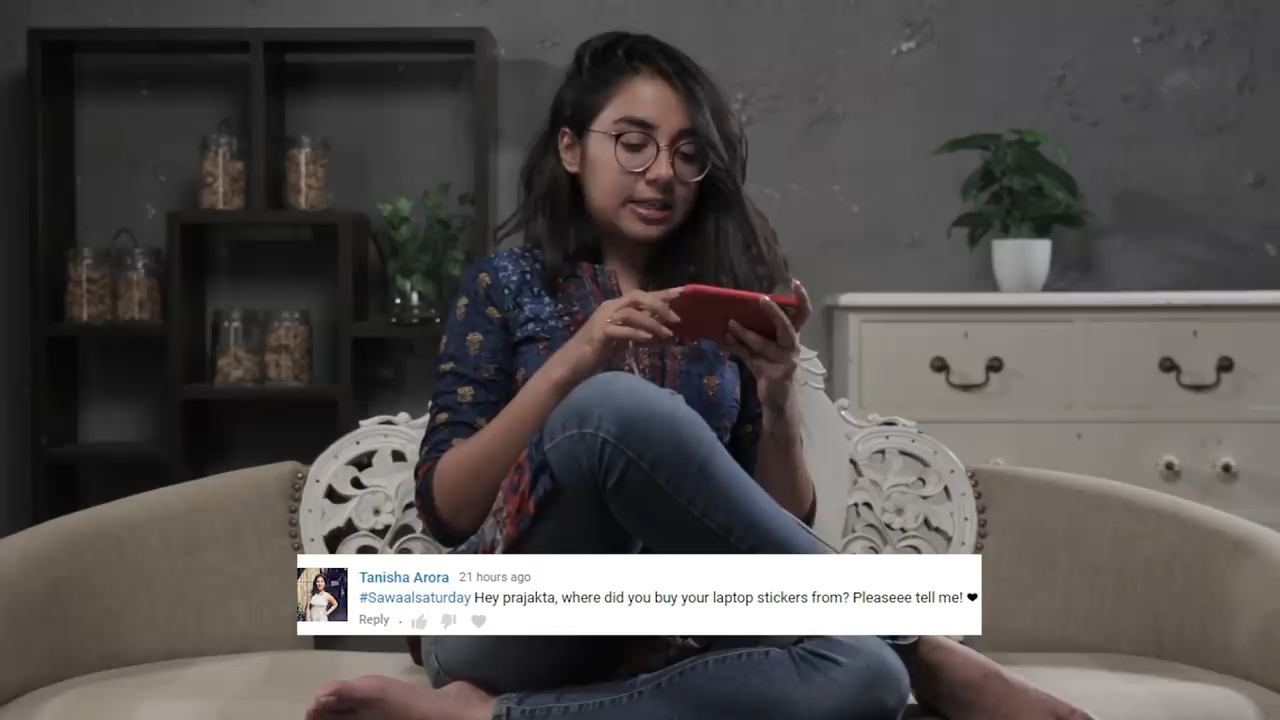 Tanisha Arora 21 hours ago
#Sawaalsaturday Hey prajakta, where did you buy your laptop stickers from? Pleaseee tell me! ❤
Reply .